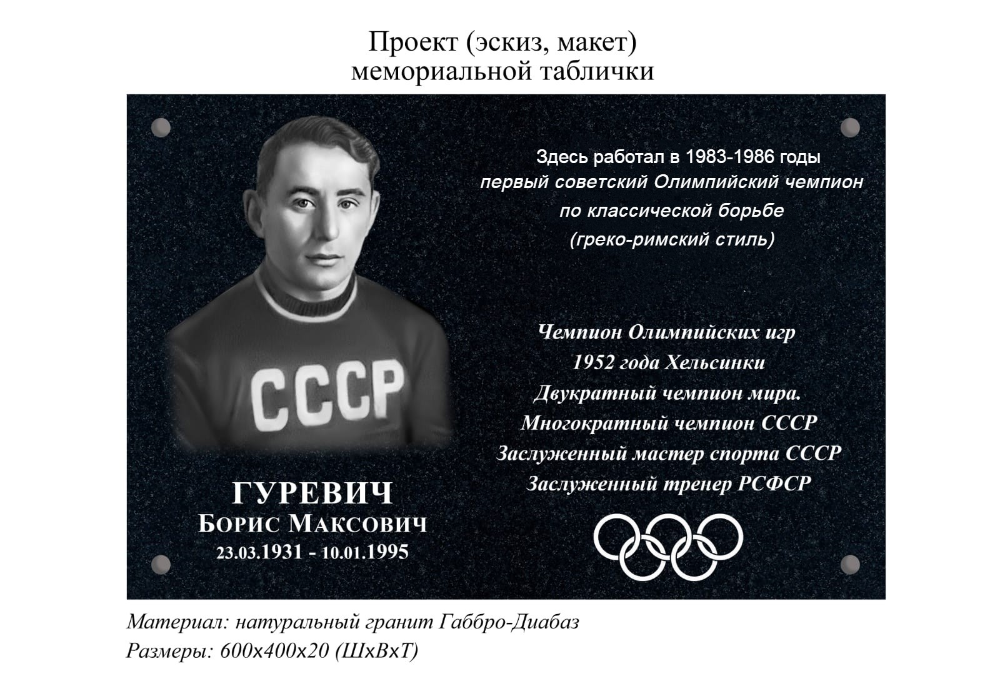 Проект (эскиз, макет)
мемориальной таблички
Здесь работал в 1983-1986 годы
первый советский Олимпийский чемпион
по классической борьбе
(греко-римский стиль)
СССР
Чемпион Олимпийских игр
1952 года Хельсинки
Двукратный чемпион мира.
Многократный чемпион СССР
Заслуженный мастер спорта СССР
Заслуженный тренер РСФСР
ГУРЕВИЧ
БОРИС МАКСОВИЧ
23.03.1931 - 10.01.1995
Материал: натуральный гранит Габбро-Диабаз
Размеры: 600х400х20 (ШхВхТ)